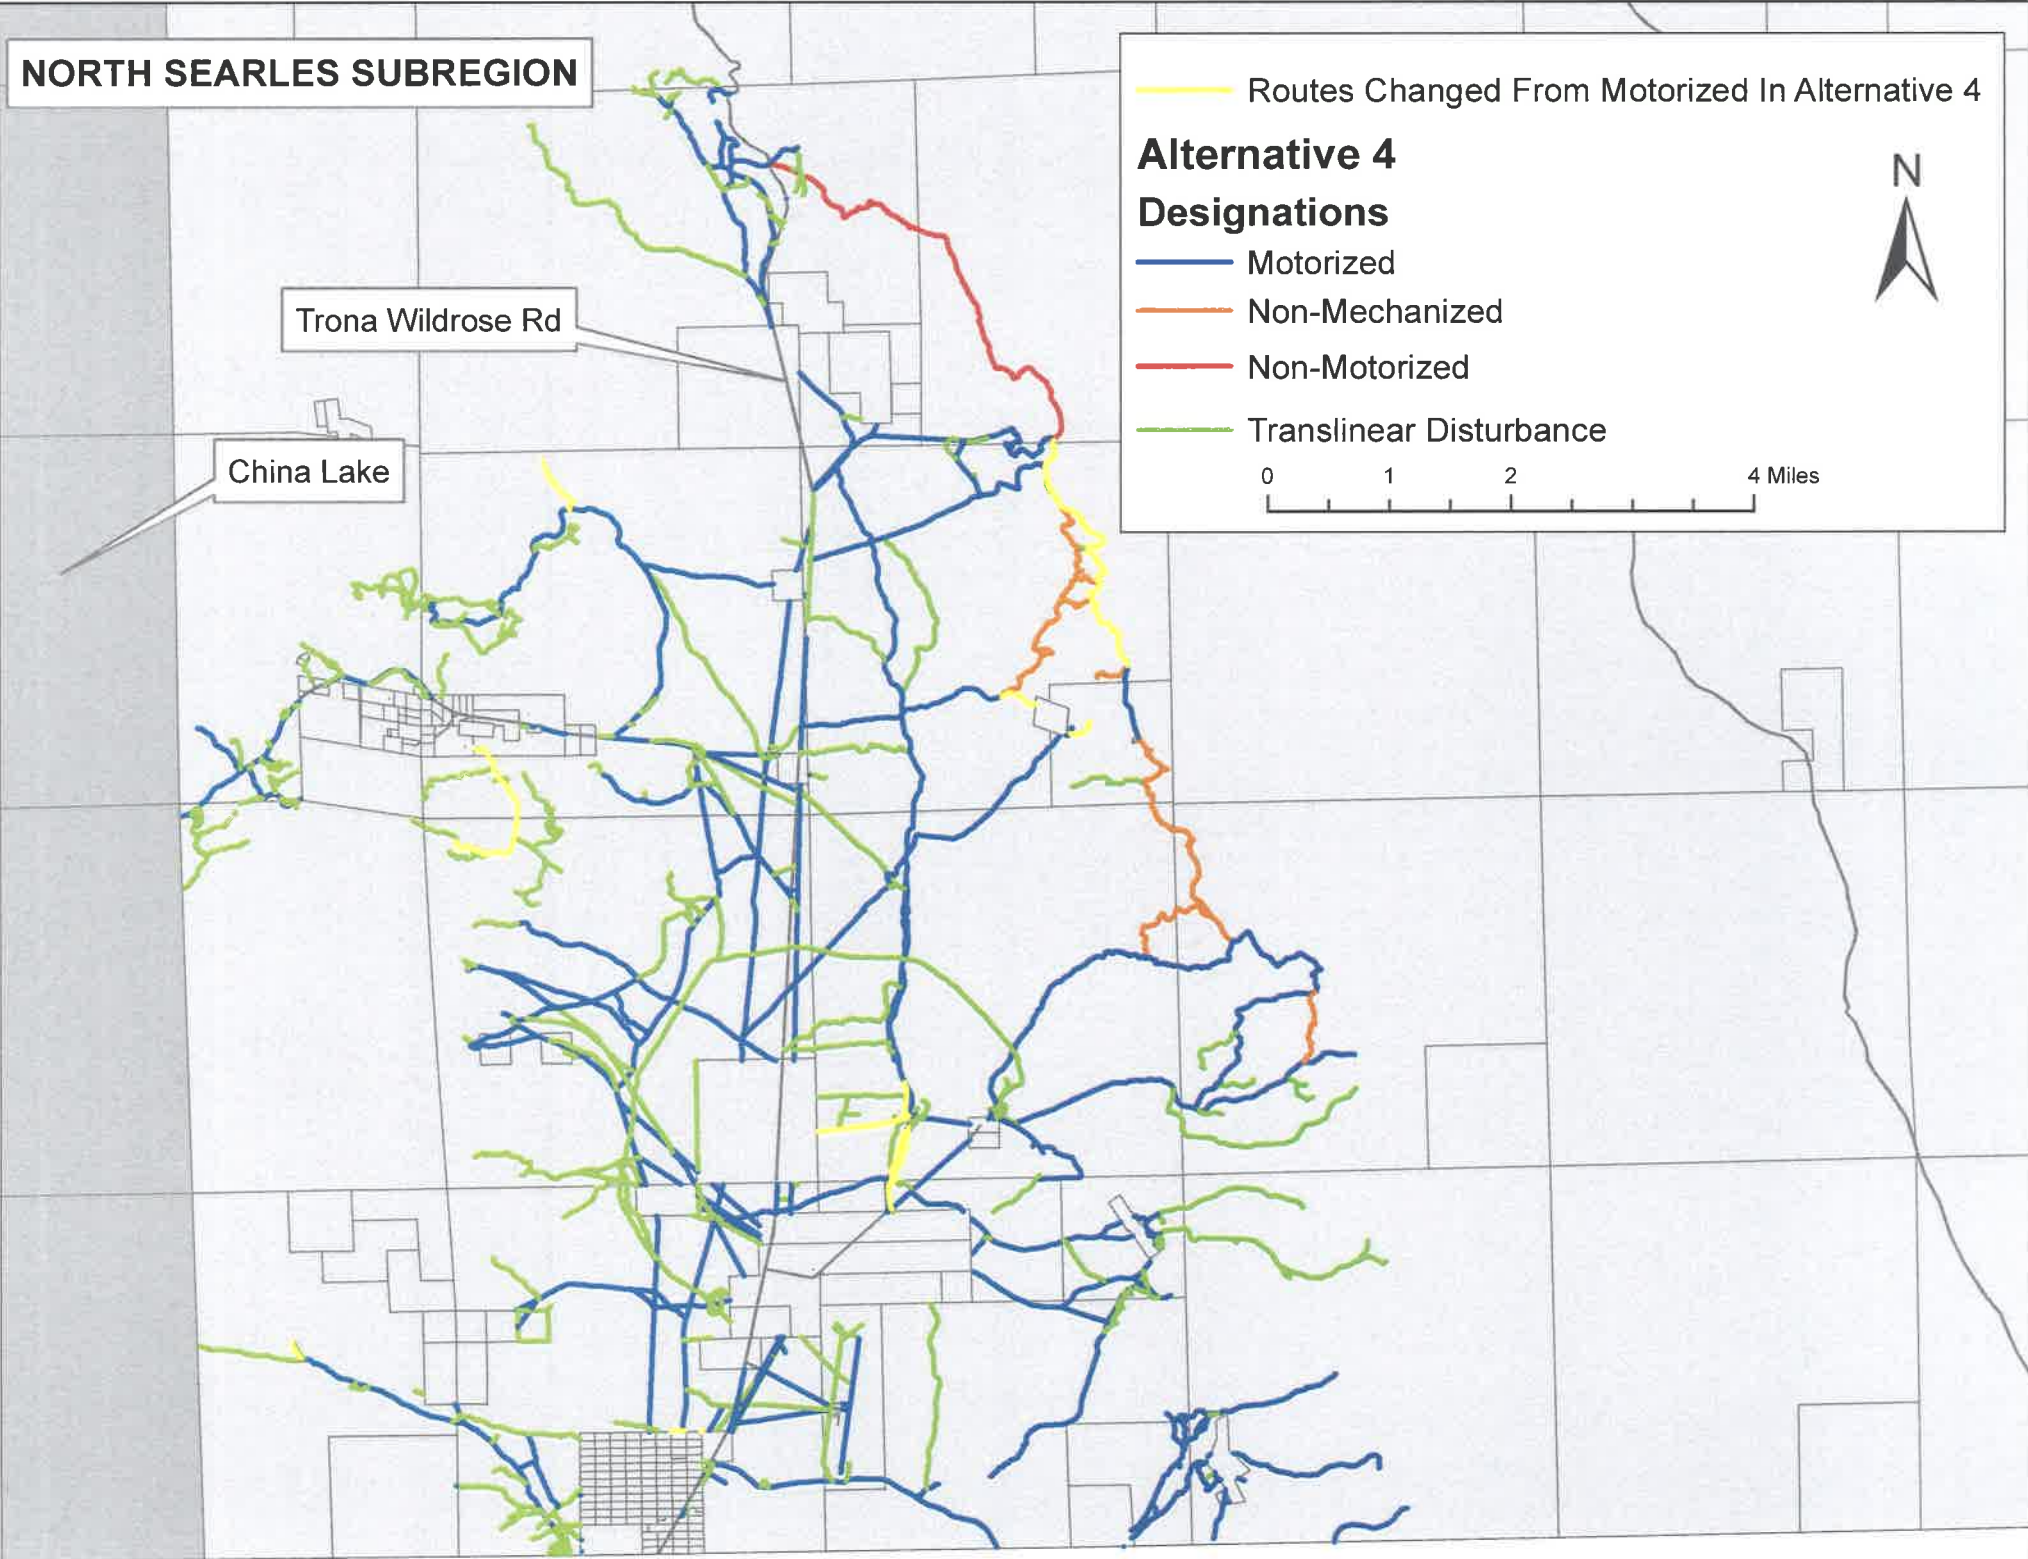 NORTH SEARLES SUBREGION
Routes Changed From Motorized In Alternative 4
Alternative 4
Designations
N
Motorized
Non-Mechanized
Non-Motorized
Translinear Disturbance
0 1 2 4 Miles
Trona Wildrose Rd
China Lake